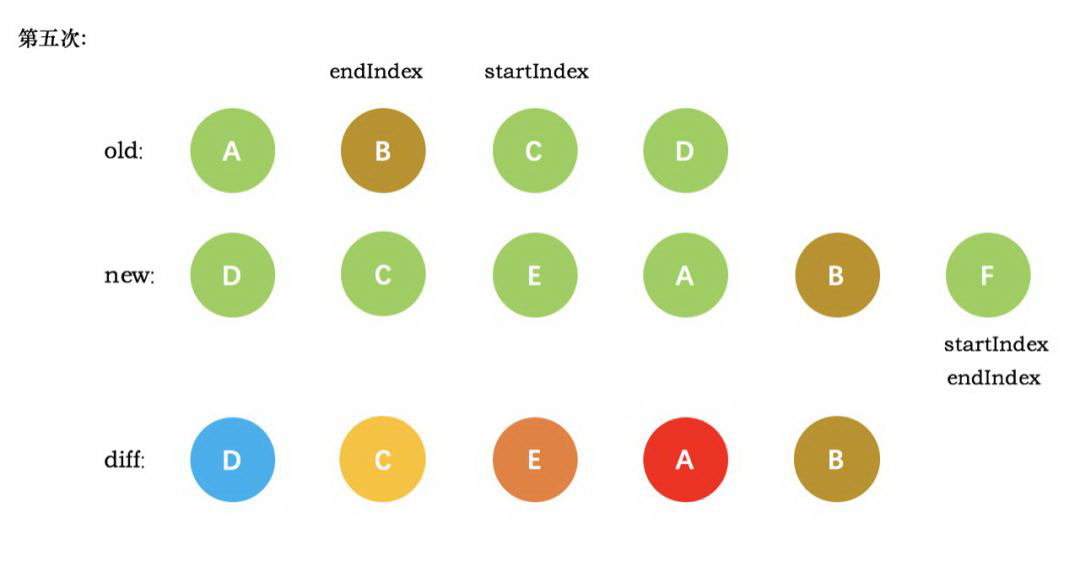 第五次:
endIndex startIndex
old: A B C D
new: D C E A B F
startIndex
endIndex
diff: D C E A B